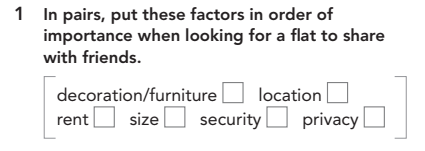 1 In pairs, put these factors in order of
importance when looking for a flat to share
with friends.
decoration/furniture location
rent size security privacy